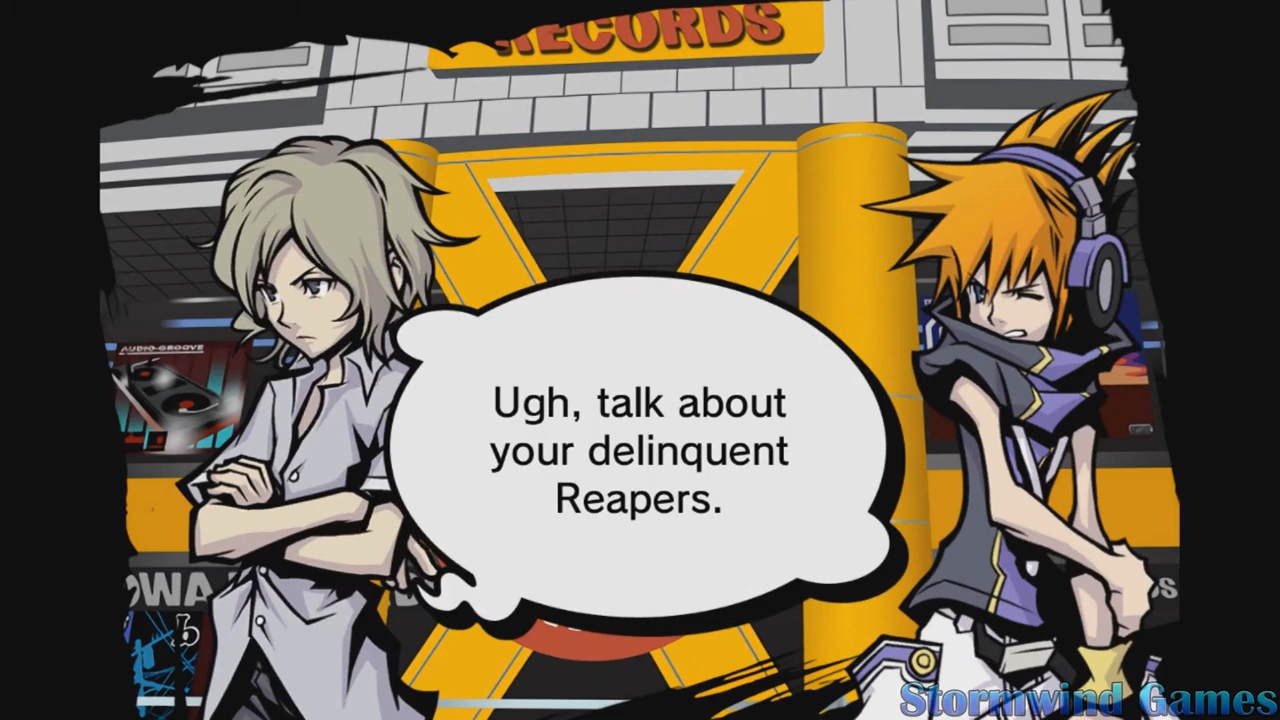 RECORDS
AUDIO-GROOVE
Ugh, talk about
your delinquent
Reapers.
b
Stormwind Games